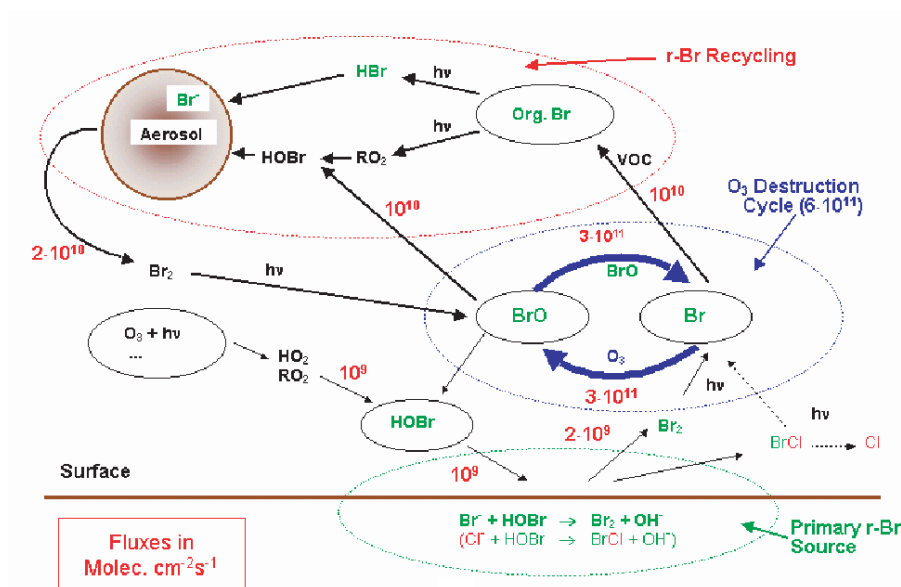 HBr
hν
r-Br Recycling
Br⁻
Org. Br
Aerosol
hν
HOBr
RO₂
VOC
10¹⁰
10¹⁰
O₃ Destruction
Cycle (6·10¹¹)
3·10¹¹
2·10¹⁰
Br₂
hν
BrO
BrO
Br
O₃ + hν
...
O₃
HO₂
RO₂
10⁹
3·10¹¹
hν
HOBr
2·10⁹
Br₂
hν
BrCl
Cl
Surface
10⁹
Br⁻ + HOBr → Br₂ + OH⁻
(Cl⁻ + HOBr → BrCl + OH⁻)
Primary r-Br
Source
Fluxes in
Molec. cm⁻²s⁻¹